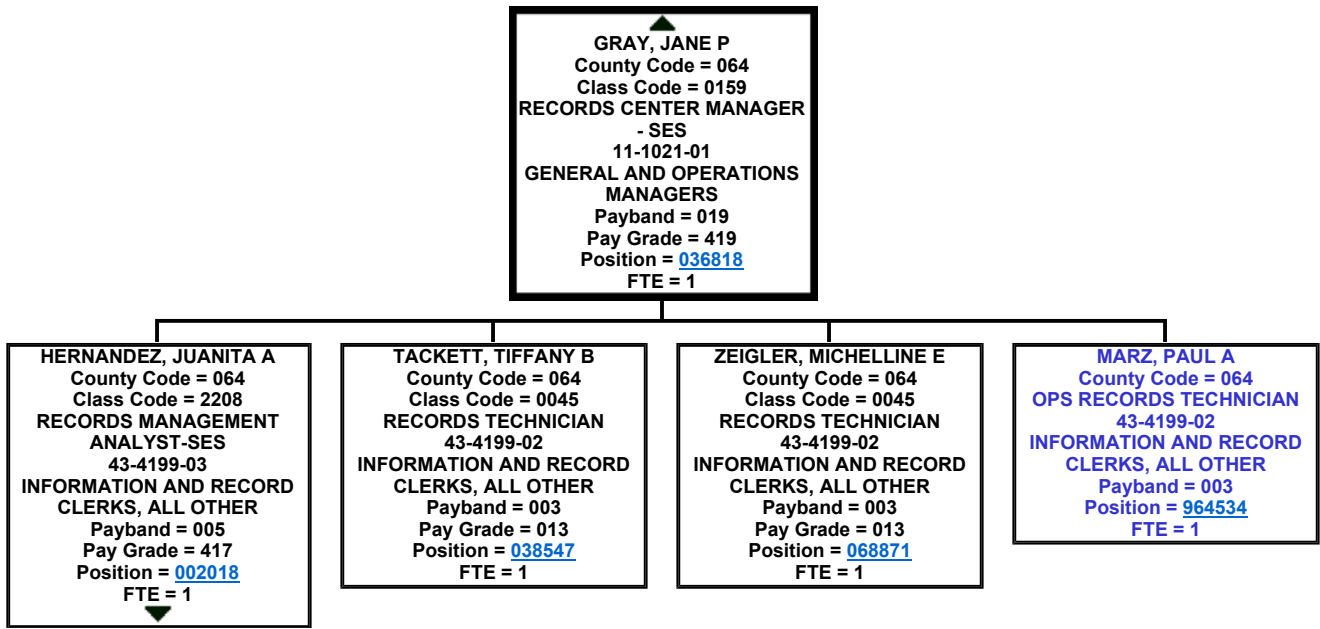 GRAY, JANE P
County Code = 064
Class Code = 0159
RECORDS CENTER MANAGER
- SES
11-1021-01
GENERAL AND OPERATIONS
MANAGERS
Payband = 019
Pay Grade = 419
Position = 036818
FTE = 1
HERNANDEZ, JUANITA A
County Code = 064
Class Code = 2208
RECORDS MANAGEMENT
ANALYST-SES
43-4199-03
INFORMATION AND RECORD
CLERKS, ALL OTHER
Payband = 005
Pay Grade = 417
Position = 002018
FTE = 1
TACKETT, TIFFANY B
County Code = 064
Class Code = 0045
RECORDS TECHNICIAN
43-4199-02
INFORMATION AND RECORD
CLERKS, ALL OTHER
Payband = 003
Pay Grade = 013
Position = 038547
FTE = 1
ZEIGLER, MICHELLINE E
County Code = 064
Class Code = 0045
RECORDS TECHNICIAN
43-4199-02
INFORMATION AND RECORD
CLERKS, ALL OTHER
Payband = 003
Pay Grade = 013
Position = 068871
FTE = 1
MARZ, PAUL A
County Code = 064
OPS RECORDS TECHNICIAN
43-4199-02
INFORMATION AND RECORD
CLERKS, ALL OTHER
Payband = 003
Position = 964534
FTE = 1